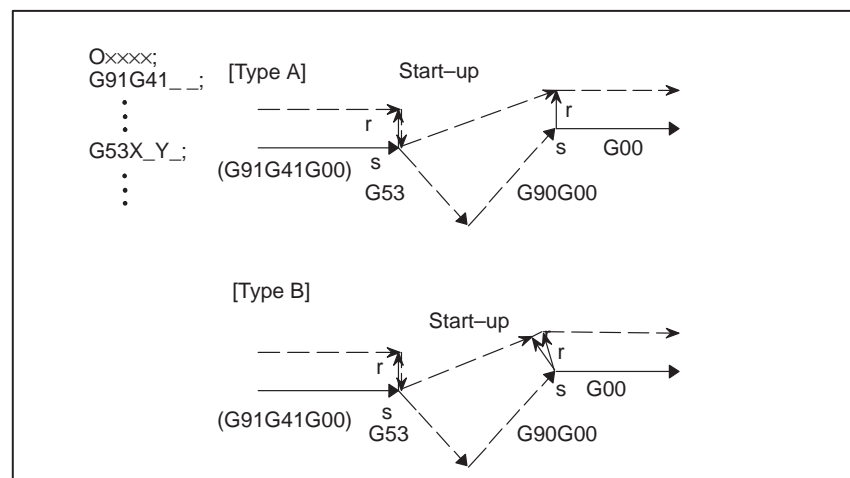 O××××;
G91G41_ _;
G53X_Y_;
[Type A]
Start–up
r
r
s
(G91G41G00)
G53
s
G00
G90G00
[Type B]
Start–up
r
r
s
(G91G41G00)
G53
s
G00
G90G00